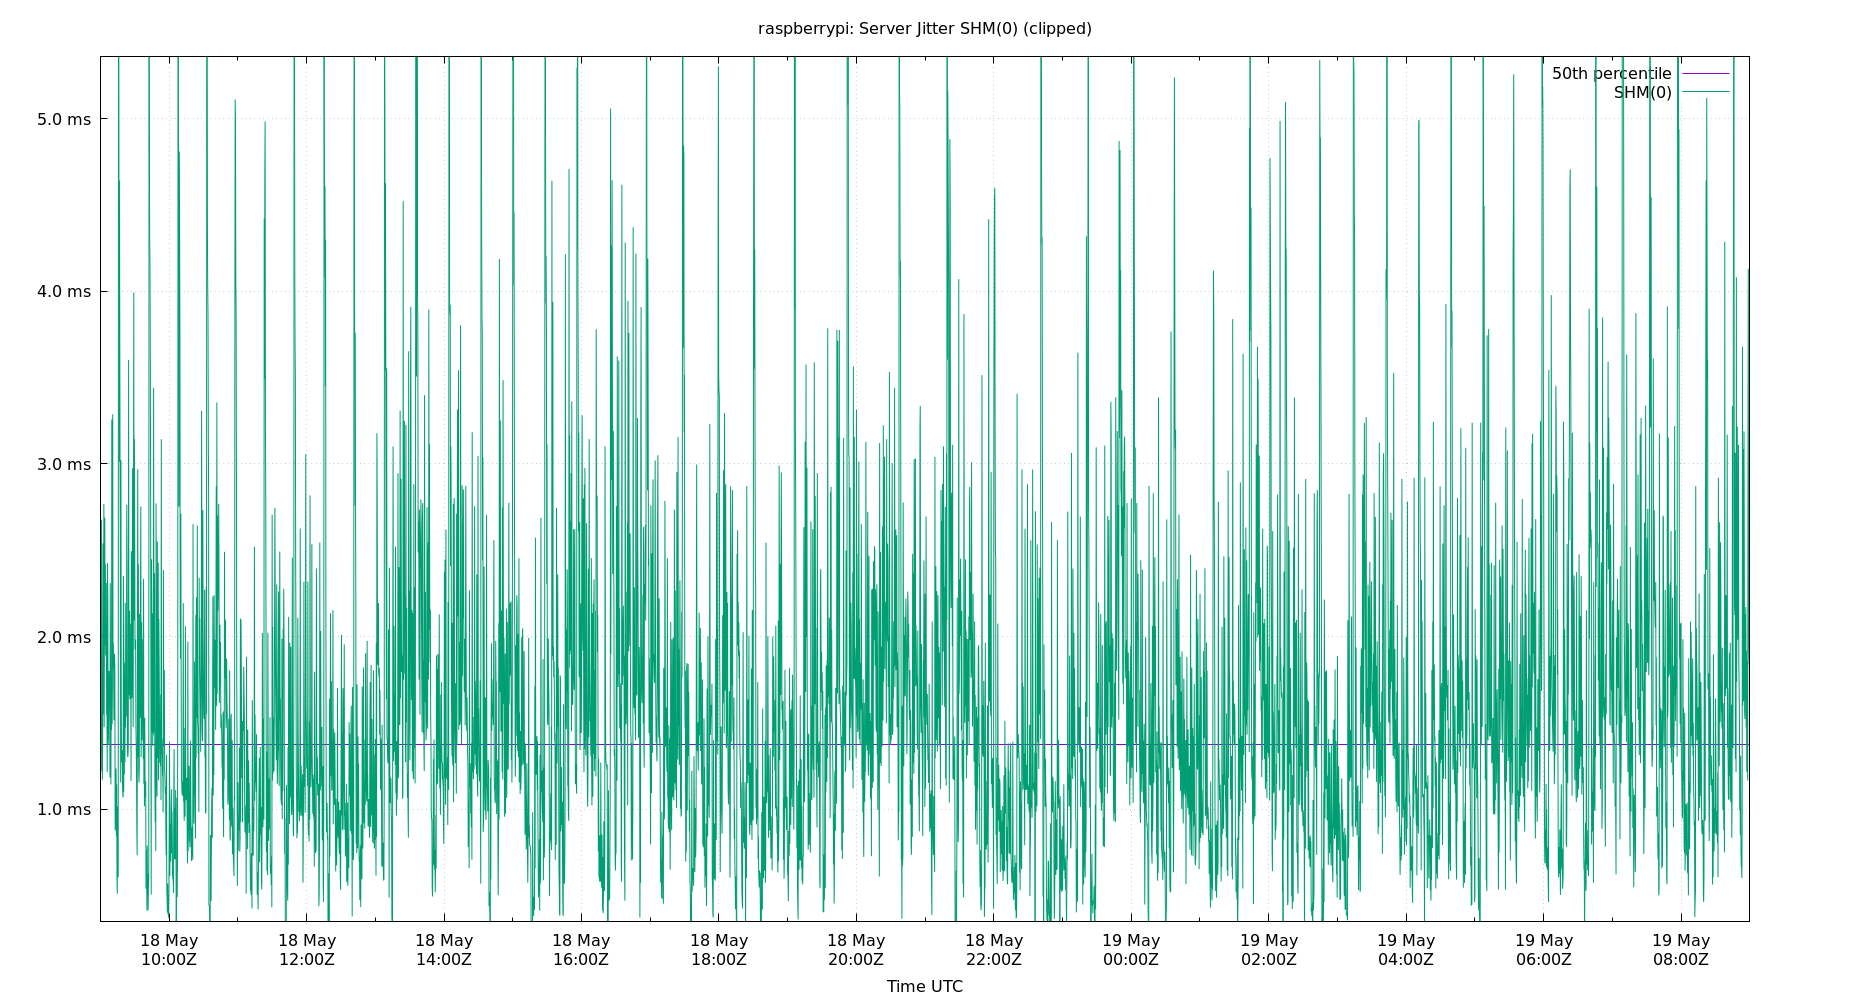 raspberrypi: Server Jitter SHM(0) (clipped)
50th percentile
SHM(0)
5.0 ms
4.0 ms
3.0 ms
2.0 ms
1.0 ms
18 May 18 May 18 May 18 May 18 May 18 May 18 May 19 May 19 May 19 May 19 May 19 May
10:00Z 12:00Z 14:00Z 16:00Z 18:00Z 20:00Z 22:00Z 00:00Z 02:00Z 04:00Z 06:00Z 08:00Z
Time UTC